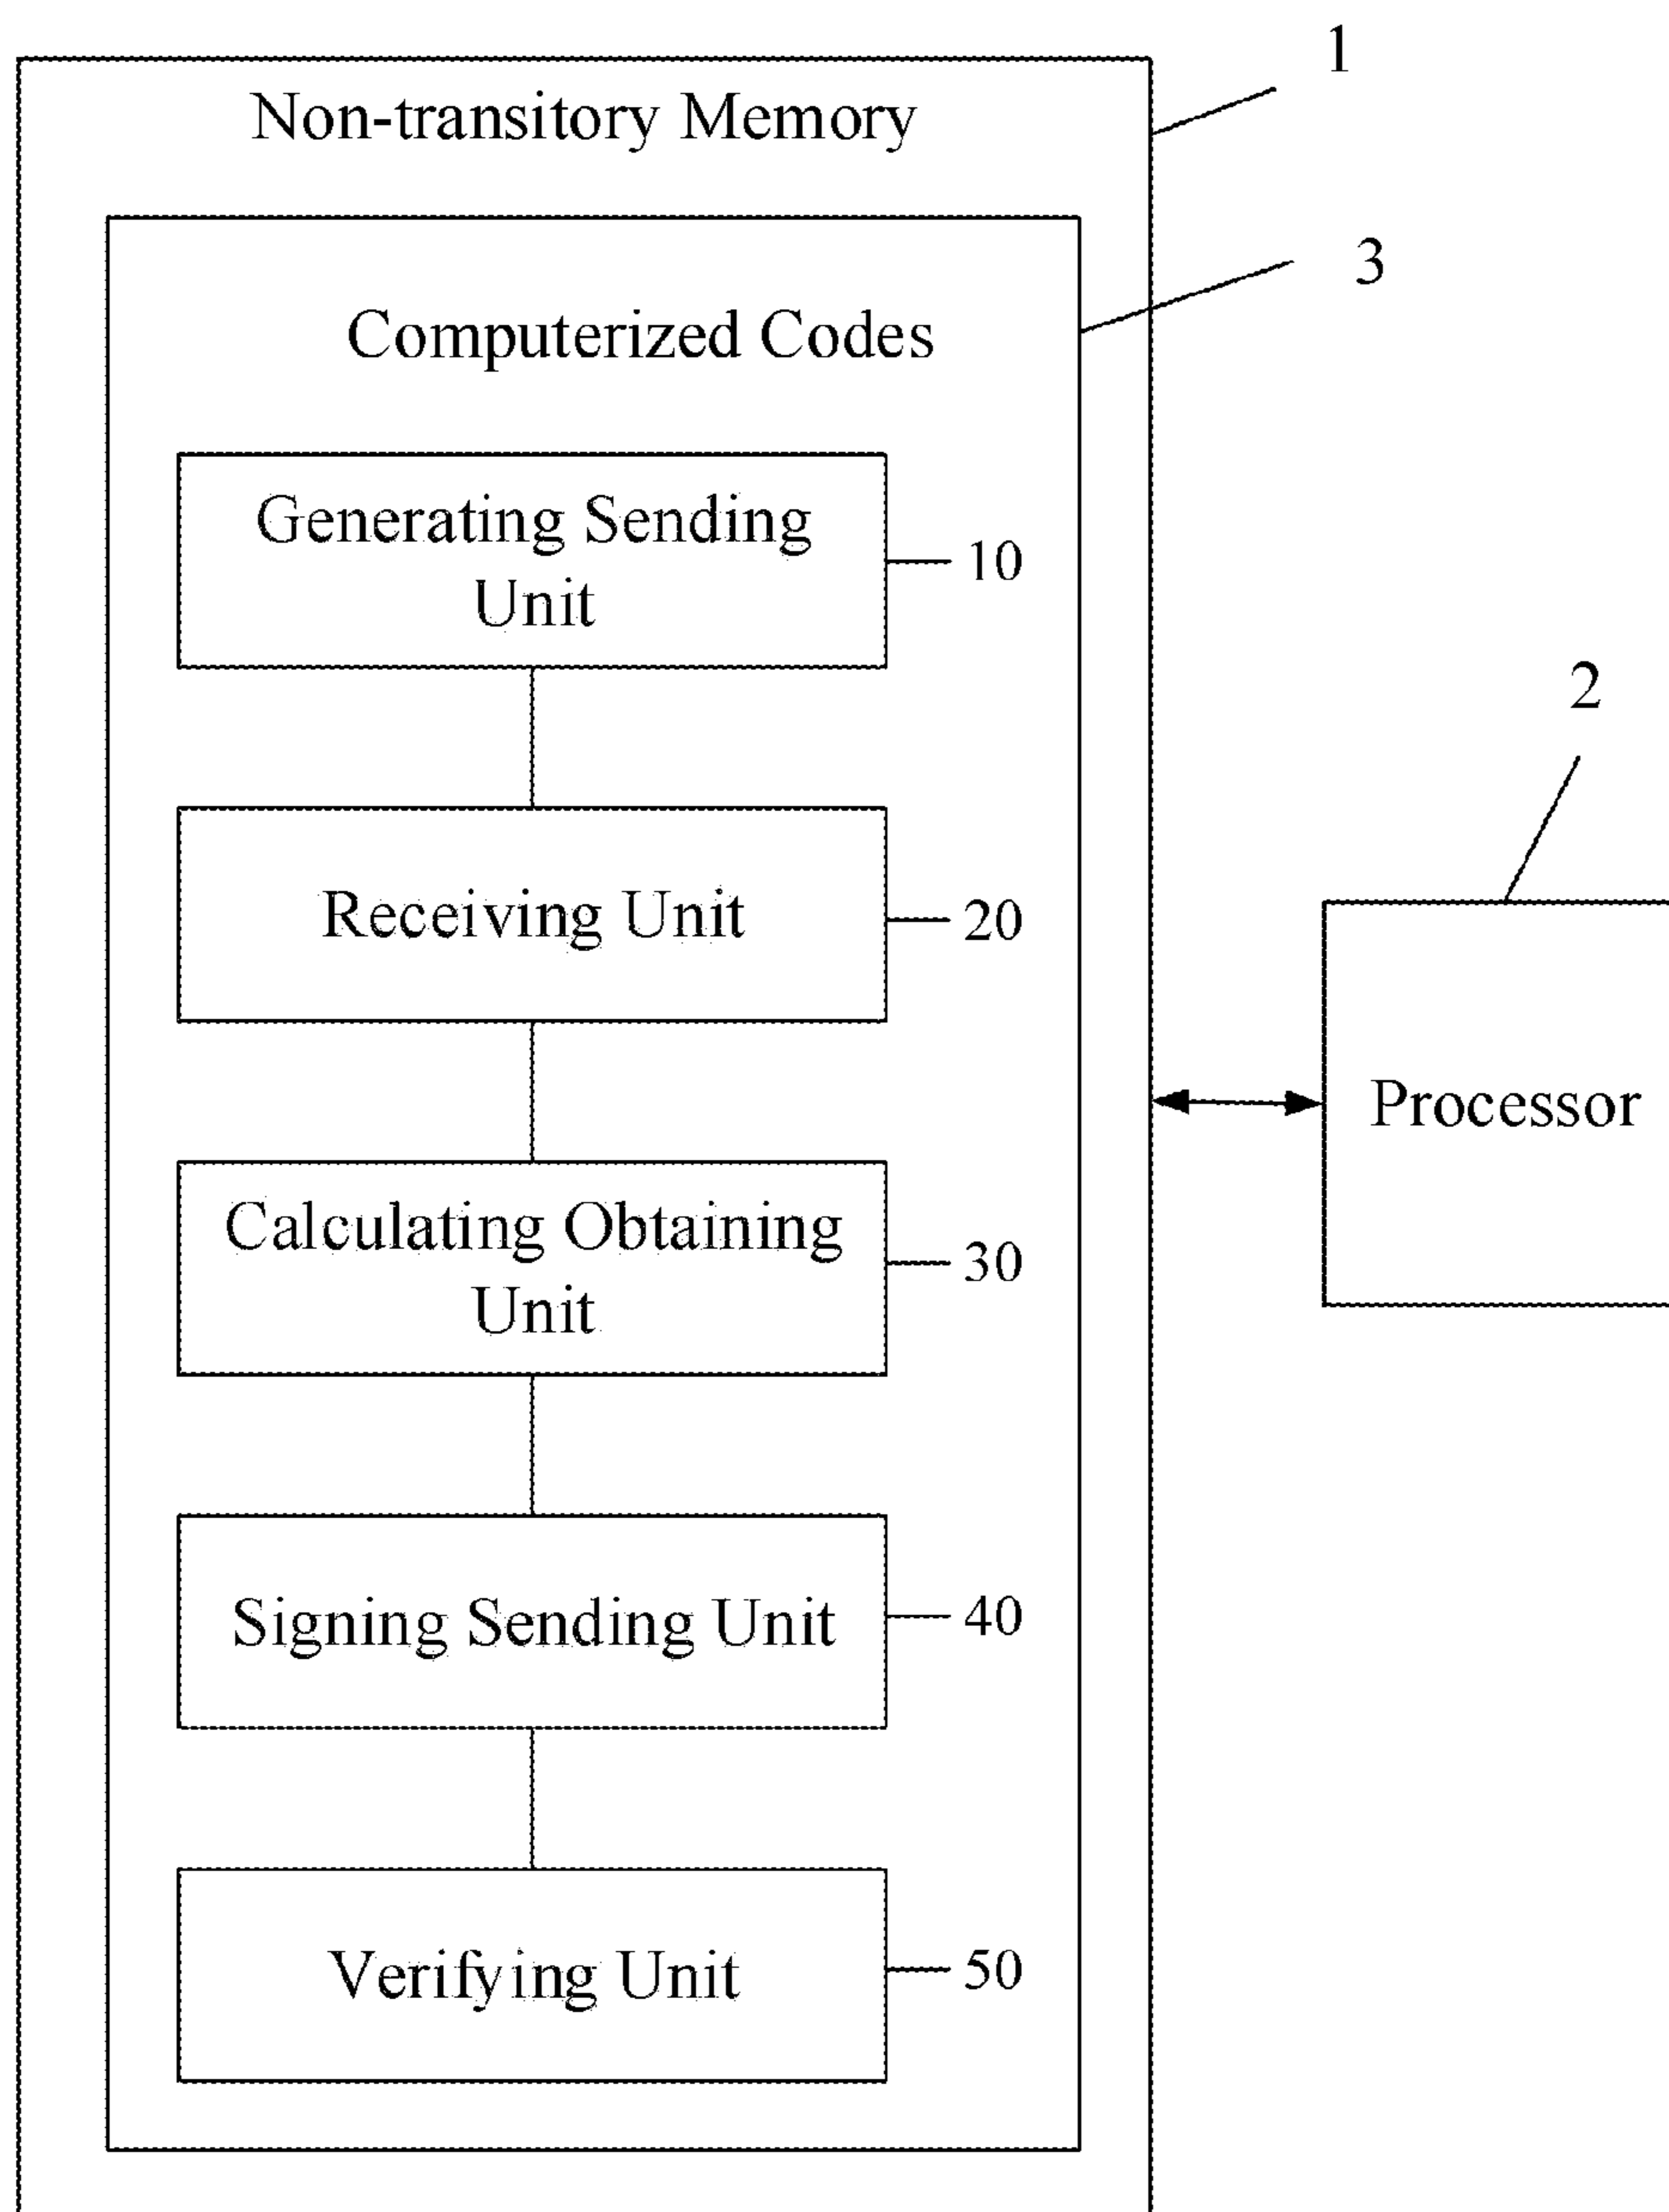 1
Non-transitory Memory
3
Computerized Codes
Generating Sending
Unit
10
2
Receiving Unit
20
Processor
Calculating Obtaining
Unit
30
Signing Sending Unit
40
Verifying Unit
50